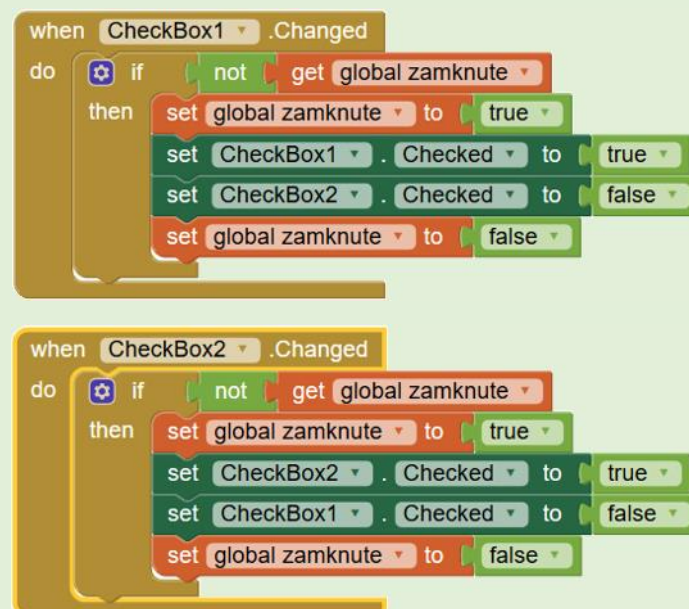 when CheckBox1 .Changed
do if not get global zamknute
then set global zamknute to true
set CheckBox1 . Checked to true
set CheckBox2 . Checked to false
set global zamknute to false
when CheckBox2 .Changed
do if not get global zamknute
then set global zamknute to true
set CheckBox2 . Checked to true
set CheckBox1 . Checked to false
set global zamknute to false